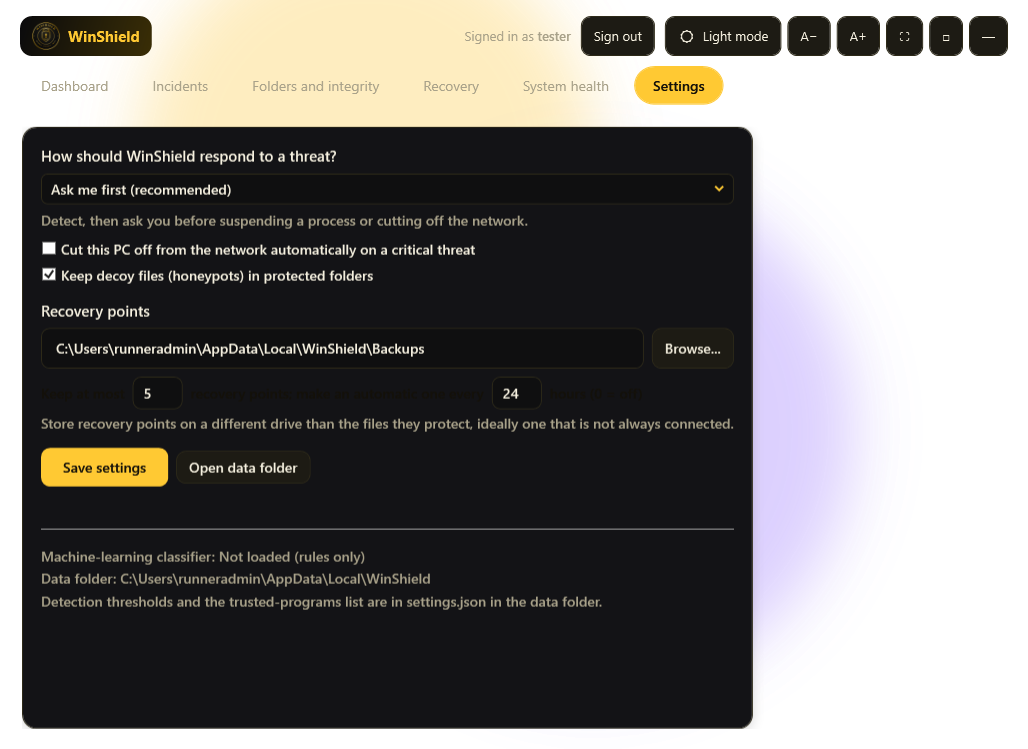 WinShield
Signed in as tester
Sign out
Light mode
A−
A+
Dashboard
Incidents
Folders and integrity
Recovery
System health
Settings
How should WinShield respond to a threat?
Ask me first (recommended)
Detect, then ask you before suspending a process or cutting off the network.
Cut this PC off from the network automatically on a critical threat
Keep decoy files (honeypots) in protected folders
Recovery points
C:\Users\runneradmin\AppData\Local\WinShield\Backups
Browse...
5
24
Store recovery points on a different drive than the files they protect, ideally one that is not always connected.
Save settings
Open data folder
Machine-learning classifier: Not loaded (rules only)
Data folder: C:\Users\runneradmin\AppData\Local\WinShield
Detection thresholds and the trusted-programs list are in settings.json in the data folder.